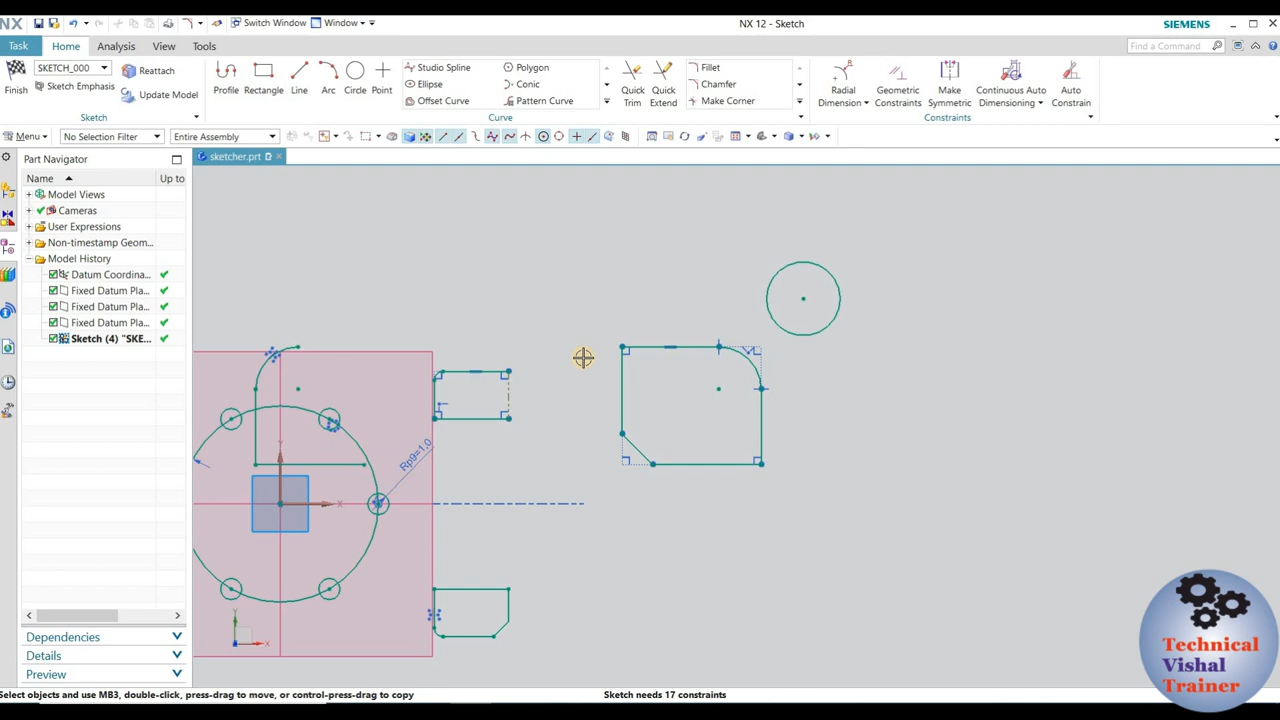 NX
Switch Window
Window
NX 12 - Sketch
SIEMENS
Task
Home
Analysis
View
Tools
Find a Command
SKETCH_000
Reattach
Sketch Emphasis
Update Model
Finish
Sketch
Profile
Rectangle
Line
Arc
Circle
Point
Studio Spline
Polygon
Ellipse
Conic
Offset Curve
Pattern Curve
Curve
Quick Trim
Quick Extend
Fillet
Chamfer
Make Corner
Radial Dimension
Geometric Constraints
Make Symmetric
Continuous Auto Dimensioning
Auto Constrain
Constraints
Menu
No Selection Filter
Entire Assembly
Part Navigator
sketcher.prt
Name
Up to
Model Views
Cameras
User Expressions
Non-timestamp Geom...
Model History
Datum Coordina...
Fixed Datum Pla...
Fixed Datum Pla...
Fixed Datum Pla...
Sketch (4) "SKE...
Rp9=1,0
Y
X
Y
X
Dependencies
Details
Preview
Select objects and use MB3, double-click, press-drag to move, or control-press-drag to copy
Sketch needs 17 constraints
Technical
Vishal
Trainer